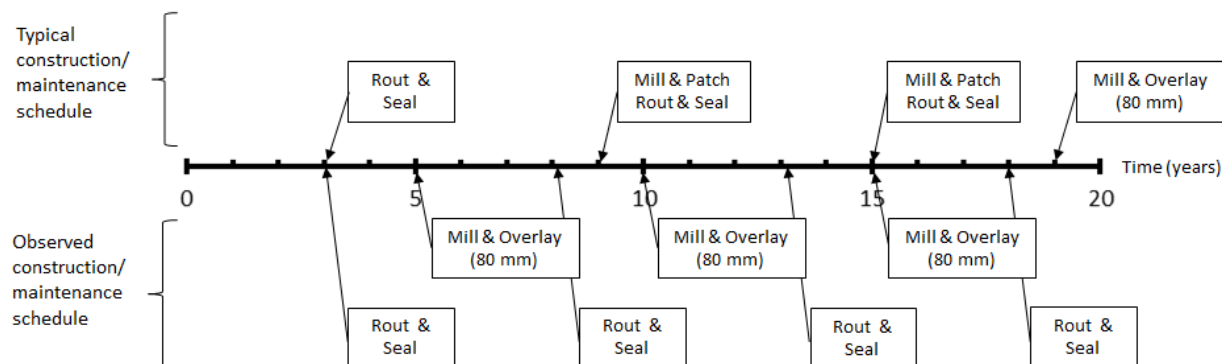 Typical
construction/
maintenance
schedule
Rout & 
Seal
Mill & Patch
Rout & Seal
Mill & Patch
Rout & Seal
Mill & Overlay
(80 mm)
Time (years)
0
5
10
15
20
Observed
construction/
maintenance
schedule
Mill & Overlay
(80 mm)
Mill & Overlay
(80 mm)
Mill & Overlay
(80 mm)
Rout &
Seal
Rout &
Seal
Rout &
Seal
Rout &
Seal